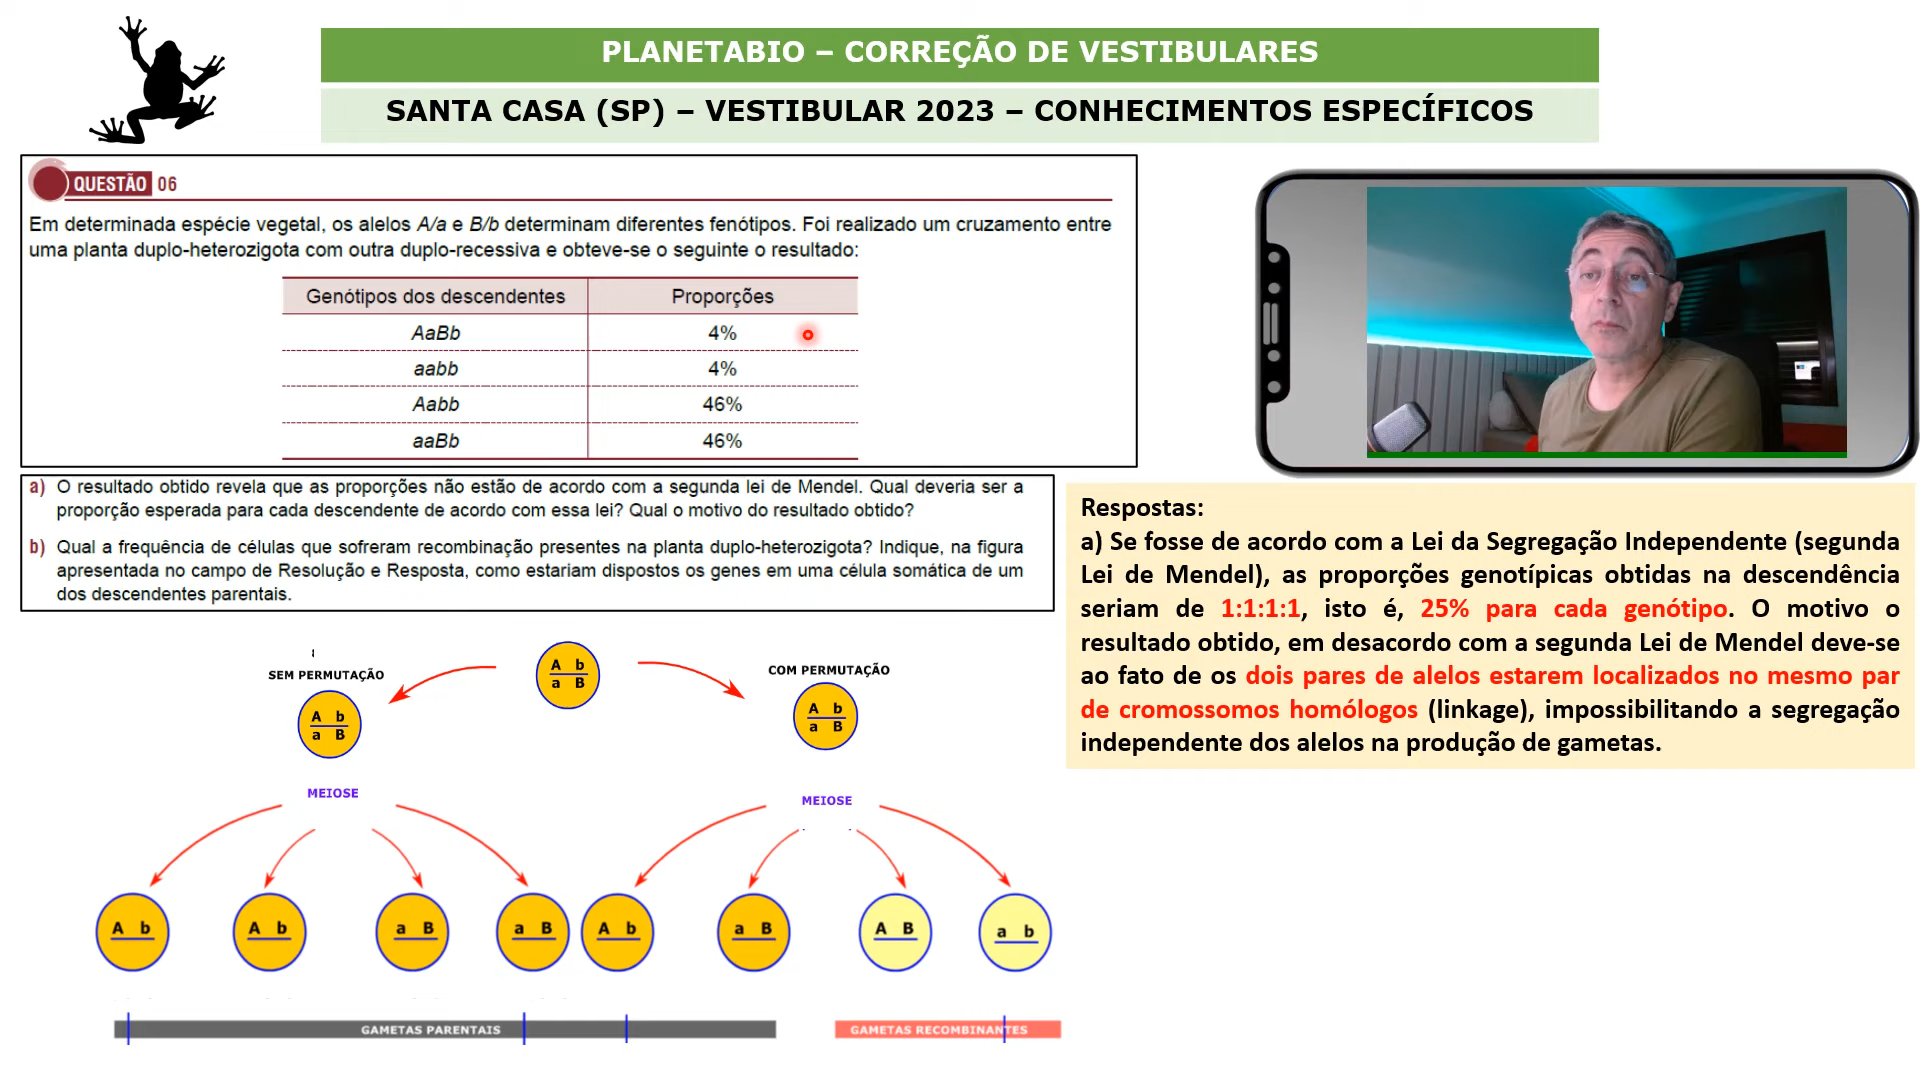 PLANETABIO – CORREÇÃO DE VESTIBULARES
SANTA CASA (SP) – VESTIBULAR 2023 – CONHECIMENTOS ESPECÍFICOS
QUESTÃO 06
Em determinada espécie vegetal, os alelos A/a e B/b determinam diferentes fenótipos. Foi realizado um cruzamento entre
uma planta duplo-heterozigota com outra duplo-recessiva e obteve-se o seguinte o resultado:
Genótipos dos descendentes Proporções
AaBb 4%
aabb 4%
Aabb 46%
aaBb 46%
a) O resultado obtido revela que as proporções não estão de acordo com a segunda lei de Mendel. Qual deveria ser a
proporção esperada para cada descendente de acordo com essa lei? Qual o motivo do resultado obtido?
b) Qual a frequência de células que sofreram recombinação presentes na planta duplo-heterozigota? Indique, na figura
apresentada no campo de Resolução e Resposta, como estariam dispostos os genes em uma célula somática de um
dos descendentes parentais.
Respostas:
a) Se fosse de acordo com a Lei da Segregação Independente (segunda
Lei de Mendel), as proporções genotípicas obtidas na descendência
seriam de 1:1:1:1, isto é, 25% para cada genótipo. O motivo o
resultado obtido, em desacordo com a segunda Lei de Mendel deve-se
ao fato de os dois pares de alelos estarem localizados no mesmo par
de cromossomos homólogos (linkage), impossibilitando a segregação
independente dos alelos na produção de gametas.
A b
a B
SEM PERMUTAÇÃO
A b
a B
COM PERMUTAÇÃO
A b
a B
MEIOSE
MEIOSE
A b
A b
a B
a B
A b
a B
A B
a b
GAMETAS PARENTAIS
GAMETAS RECOMBINANTES